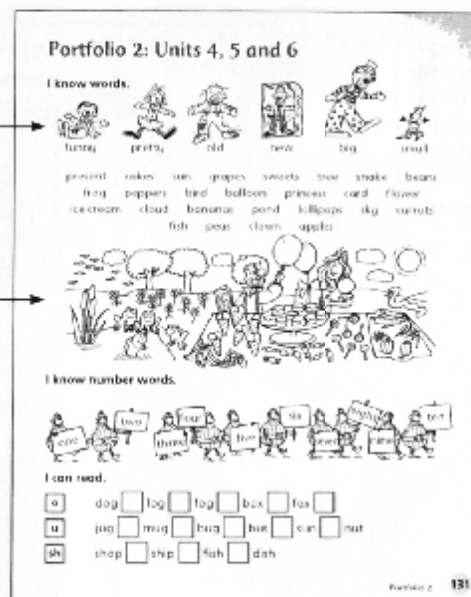 Portfolio 2: Units 4, 5 and 6
I know words.
funny pretty old new big small
present cakes sun grapes sweets tree snake beans
frog peppers bird balloon princess card flower
ice-cream cloud bananas pond lollipops sky carrots
fish peas clown apples
I know number words.
one two three four five six seven eight nine ten
I can read.
o dog log fog box fox
u jug mug bug bus sun nut
sh shop ship fish dish
Portfolio 2 131